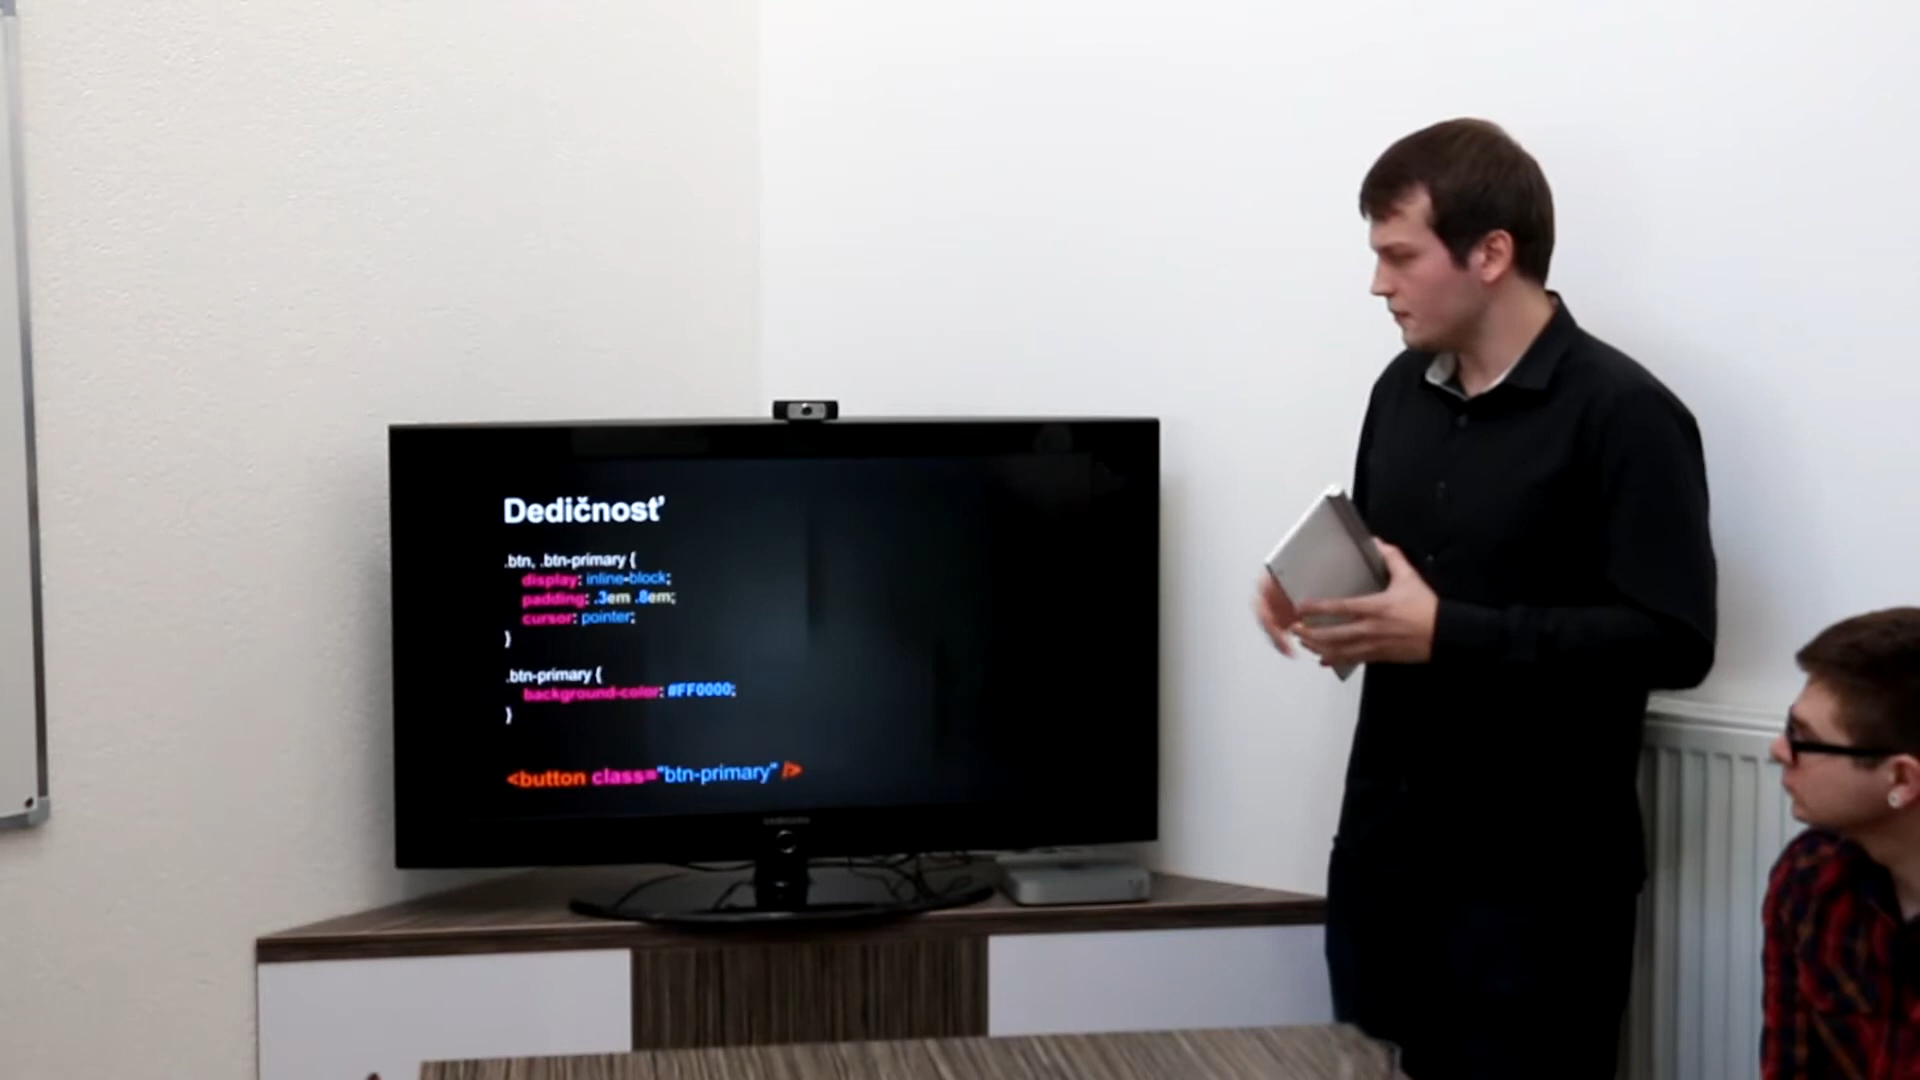 Dedičnosť
.btn, .btn-primary {
display: inline-block;
padding: .3em .8em;
cursor: pointer;
}
.btn-primary {
background-color: #FF0000;
}
<button class="btn-primary" />
SAMSUNG